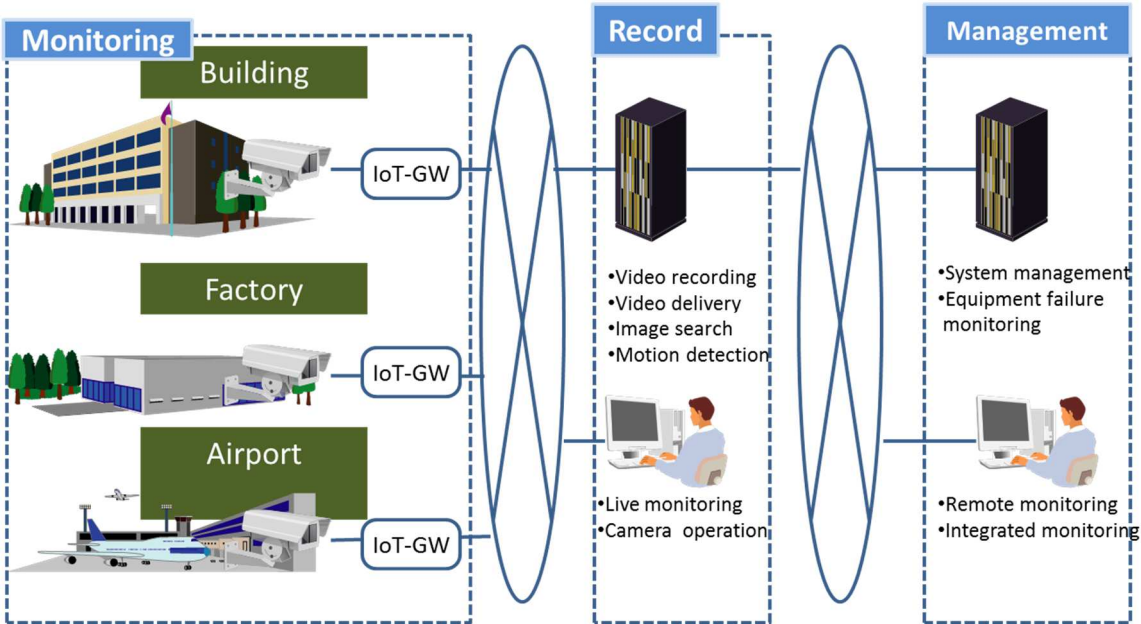 Monitoring
Building
IoT-GW
Factory
IoT-GW
Airport
IoT-GW
Record
•Video recording
•Video delivery
•Image search
•Motion detection
•Live monitoring
•Camera operation
Management
•System management
•Equipment failure
monitoring
•Remote monitoring
•Integrated monitoring